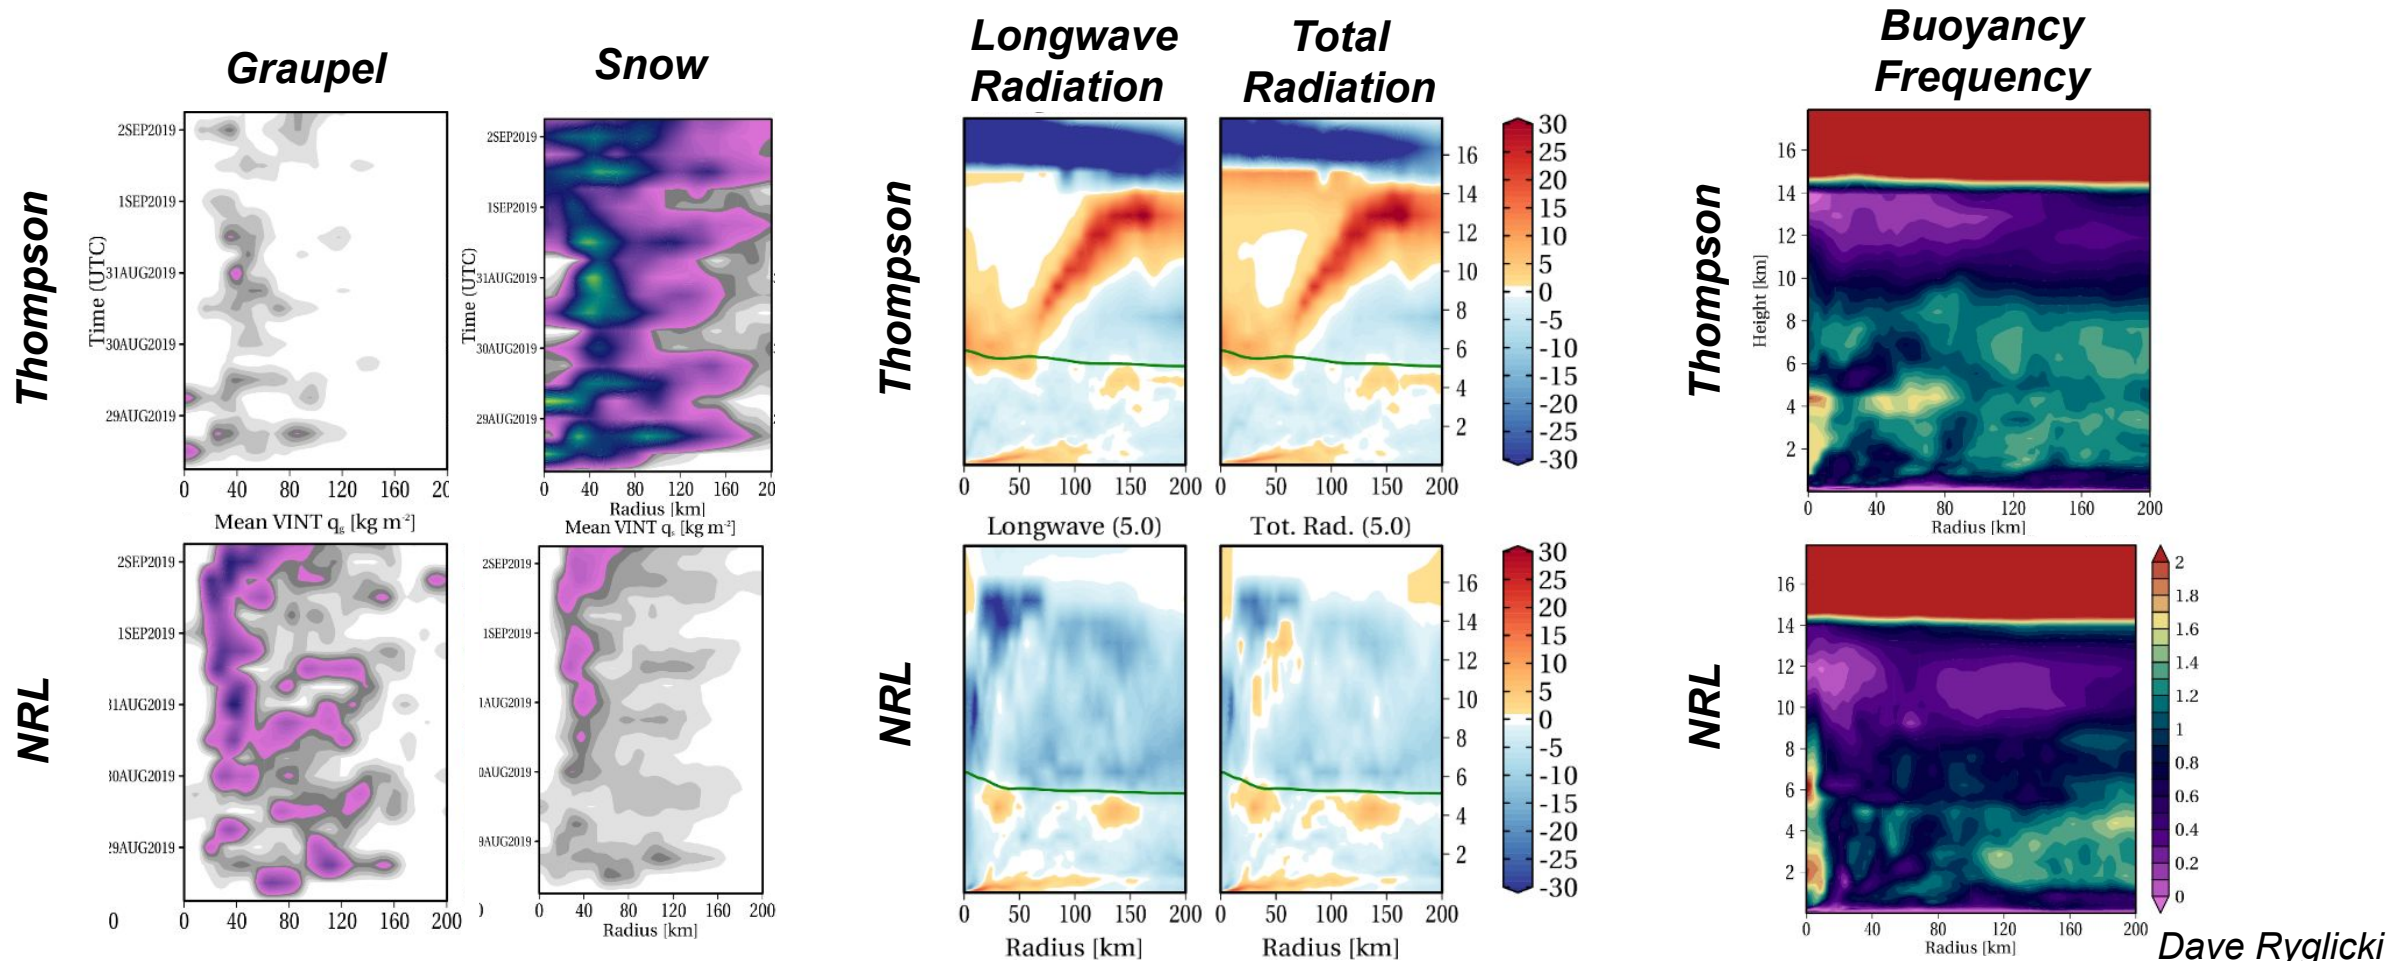 Graupel
Snow
Longwave
Radiation
Total
Radiation
Buoyancy
Frequency
Thompson
Time (UTC)
2SEP2019
1SEP2019
31AUG2019
30AUG2019
29AUG2019
0 40 80 120 160 20
Mean VINT qg [kg m-2]
Time (UTC)
2SEP2019
1SEP2019
31AUG2019
30AUG2019
29AUG2019
0 40 80 120 160 20
Radius [km]
Thompson
16
14
12
10
8
6
4
2
0 50 100 150 200
0 50 100 150 200
30
25
20
15
10
5
0
-5
-10
-15
-20
-25
-30
Thompson
Height [km]
16
14
12
10
8
6
4
2
0 40 80 120 160 200
Radius [km]
NRL
2SEP2019
1SEP2019
31AUG2019
30AUG2019
29AUG2019
0
0 40 80 120 160 200
Mean VINT qs [kg m-2]
2SEP2019
1SEP2019
1AUG2019
0AUG2019
9AUG2019
0 40 80 120 160 200
Radius [km]
NRL
Longwave (5.0)
Tot. Rad. (5.0)
16
14
12
10
8
6
4
2
0 50 100 150 200
Radius [km]
0 50 100 150 200
Radius [km]
30
25
20
15
10
5
0
-5
-10
-15
-20
-25
-30
NRL
16
14
12
10
8
6
4
2
0 40 80 120 160 200
Radius [km]
2
1.8
1.6
1.4
1.2
1
0.8
0.6
0.4
0.2
0
Dave Ryglicki